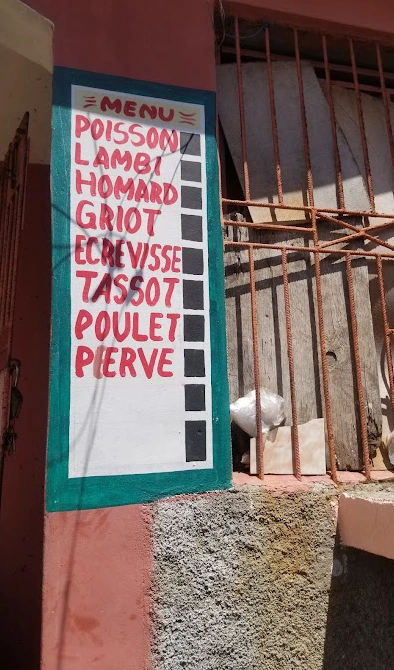 MENU
POISSON
LAMBI
HOMARD
GRIOT
ECREVISSE
TASSOT
POULET
PIERVE